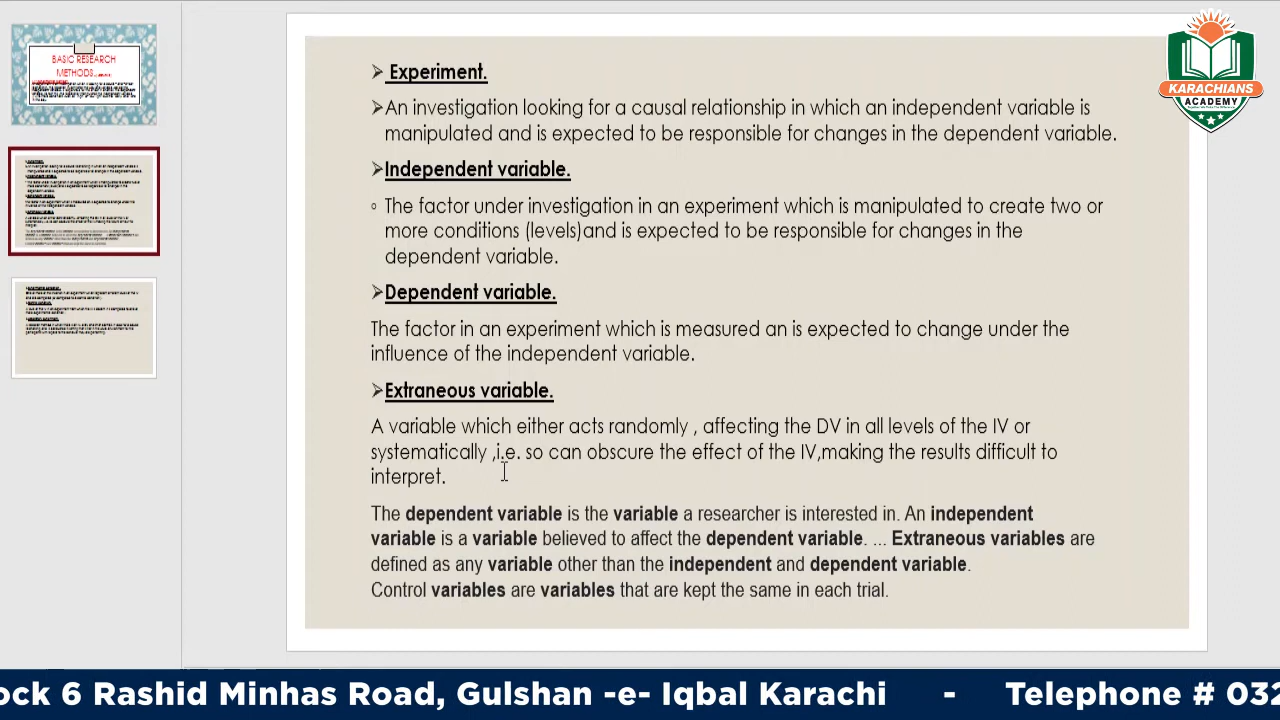 BASIC RESEARCH
METHODS
➢ Experiment.
➢An investigation looking for a causal relationship in which an independent variable is
manipulated and is expected to be responsible for changes in the dependent variable.
➢Independent variable.
◦ The factor under investigation in an experiment which is manipulated to create two or
more conditions (levels)and is expected to be responsible for changes in the
dependent variable.
➢Dependent variable.
The factor in an experiment which is measured an is expected to change under the
influence of the independent variable.
➢Extraneous variable.
A variable which either acts randomly , affecting the DV in all levels of the IV or
systematically ,i.e. so can obscure the effect of the IV,making the results difficult to
interpret.
The dependent variable is the variable a researcher is interested in. An independent
variable is a variable believed to affect the dependent variable. ... Extraneous variables are
defined as any variable other than the independent and dependent variable.
Control variables are variables that are kept the same in each trial.
KARACHIANS
ACADEMY
ock 6 Rashid Minhas Road, Gulshan -e- Iqbal Karachi - Telephone # 032